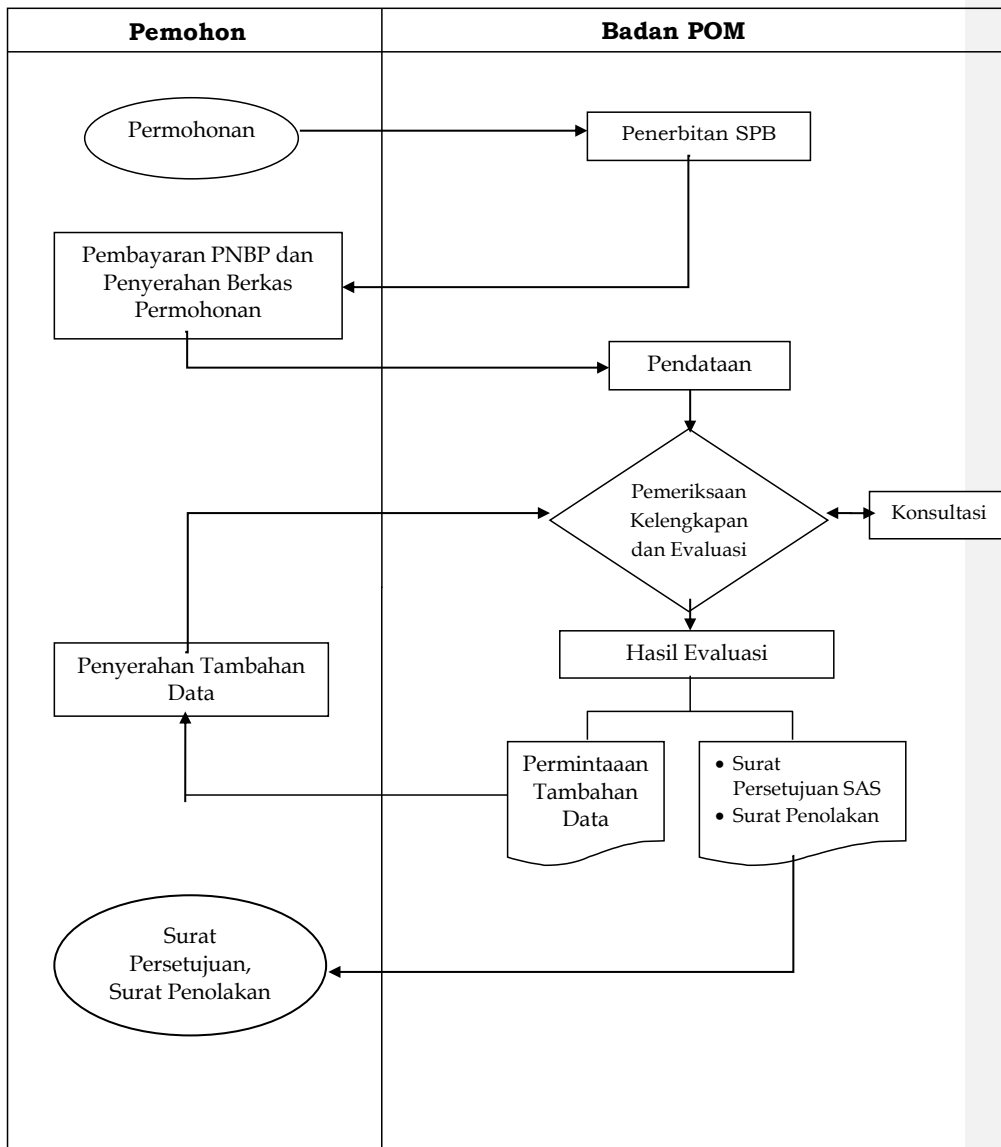 Pemohon
Badan POM
Permohonan
Penerbitan SPB
Pembayaran PNBP dan
Penyerahan Berkas
Permohonan
Pendataan
Pemeriksaan
Kelengkapan
dan Evaluasi
Konsultasi
Hasil Evaluasi
Penyerahan Tambahan
Data
Permintaaan
Tambahan
Data
• Surat
Persetujuan SAS
• Surat Penolakan
Surat
Persetujuan,
Surat Penolakan